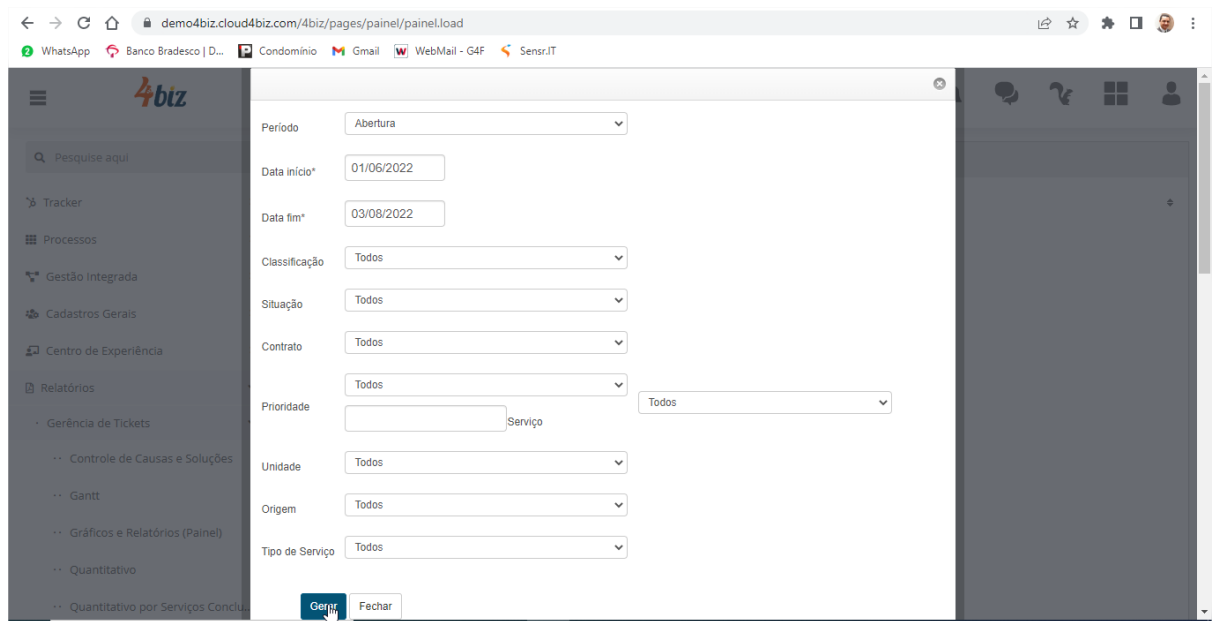 demo4biz.cloud4biz.com/4biz/pages/painel/painel.load
WhatsApp Banco Bradesco | D... Condomínio Gmail WebMail - G4F Sensr.IT
4biz
Pesquise aqui
Tracker
Processos
Gestão Integrada
Cadastros Gerais
Centro de Experiência
Relatórios
Gerência de Tickets
Controle de Causas e Soluções
Gantt
Gráficos e Relatórios (Painel)
Quantitativo
Quantitativo por Serviços Conclu...
Período Abertura
Data início* 01/06/2022
Data fim* 03/08/2022
Classificação Todos
Situação Todos
Contrato Todos
Prioridade Todos
Serviço Todos
Unidade Todos
Origem Todos
Tipo de Serviço Todos
Gerar Fechar